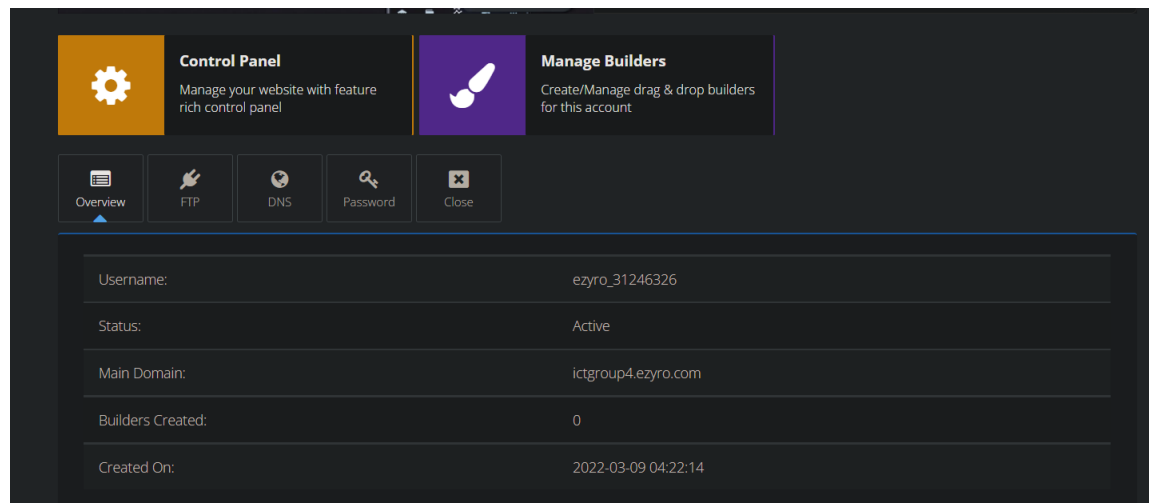 Control Panel
Manage your website with feature
rich control panel
Manage Builders
Create/Manage drag & drop builders
for this account
Overview
FTP
DNS
Password
Close
Username: ezyro_31246326
Status: Active
Main Domain: ictgroup4.ezyro.com
Builders Created: 0
Created On: 2022-03-09 04:22:14